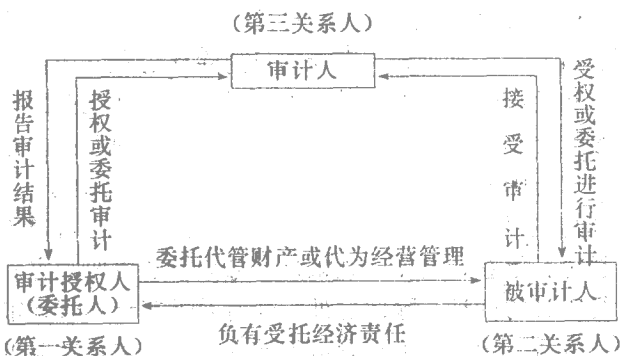 （第三关系人）
审计人
报告审计结果
授权或委托审计
接受审计
受权或委托进行审计
委托代管财产或代为经营管理
审计授权人
（委托人）
被审计人
负有受托经济责任
（第一关系人）
（第二关系人）